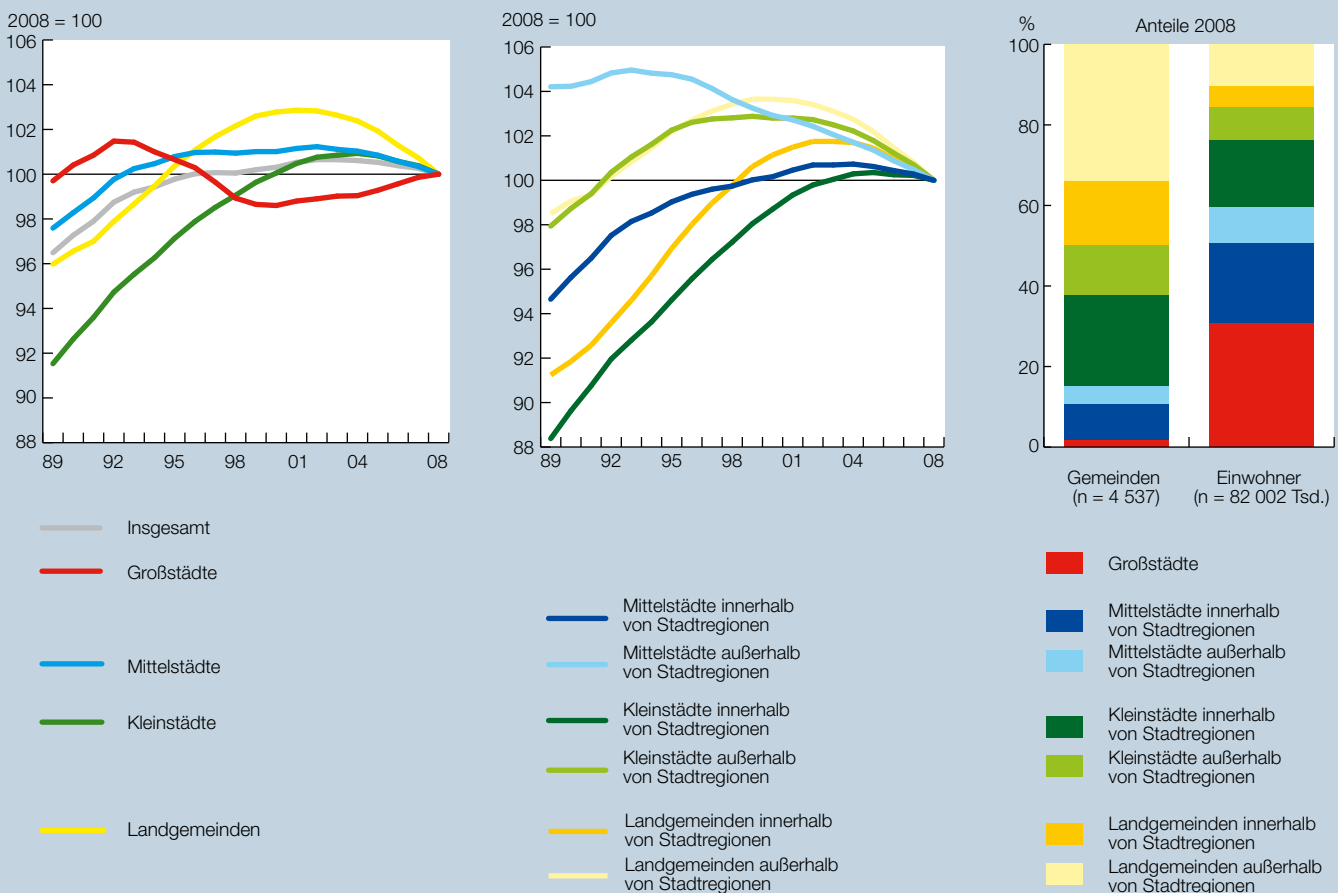 2008 = 100
106
104
102
100
98
96
94
92
90
88
89 92 95 98 01 04 08
Insgesamt
Großstädte
Mittelstädte
Kleinstädte
Landgemeinden
2008 = 100
106
104
102
100
98
96
94
92
90
88
89 92 95 98 01 04 08
Mittelstädte innerhalb
von Stadtregionen
Mittelstädte außerhalb
von Stadtregionen
Kleinstädte innerhalb
von Stadtregionen
Kleinstädte außerhalb
von Stadtregionen
Landgemeinden innerhalb
von Stadtregionen
Landgemeinden außerhalb
von Stadtregionen
% Anteile 2008
100
80
60
40
20
0
Gemeinden
(n = 4 537)
Einwohner
(n = 82 002 Tsd.)
Großstädte
Mittelstädte innerhalb
von Stadtregionen
Mittelstädte außerhalb
von Stadtregionen
Kleinstädte innerhalb
von Stadtregionen
Kleinstädte außerhalb
von Stadtregionen
Landgemeinden innerhalb
von Stadtregionen
Landgemeinden außerhalb
von Stadtregionen